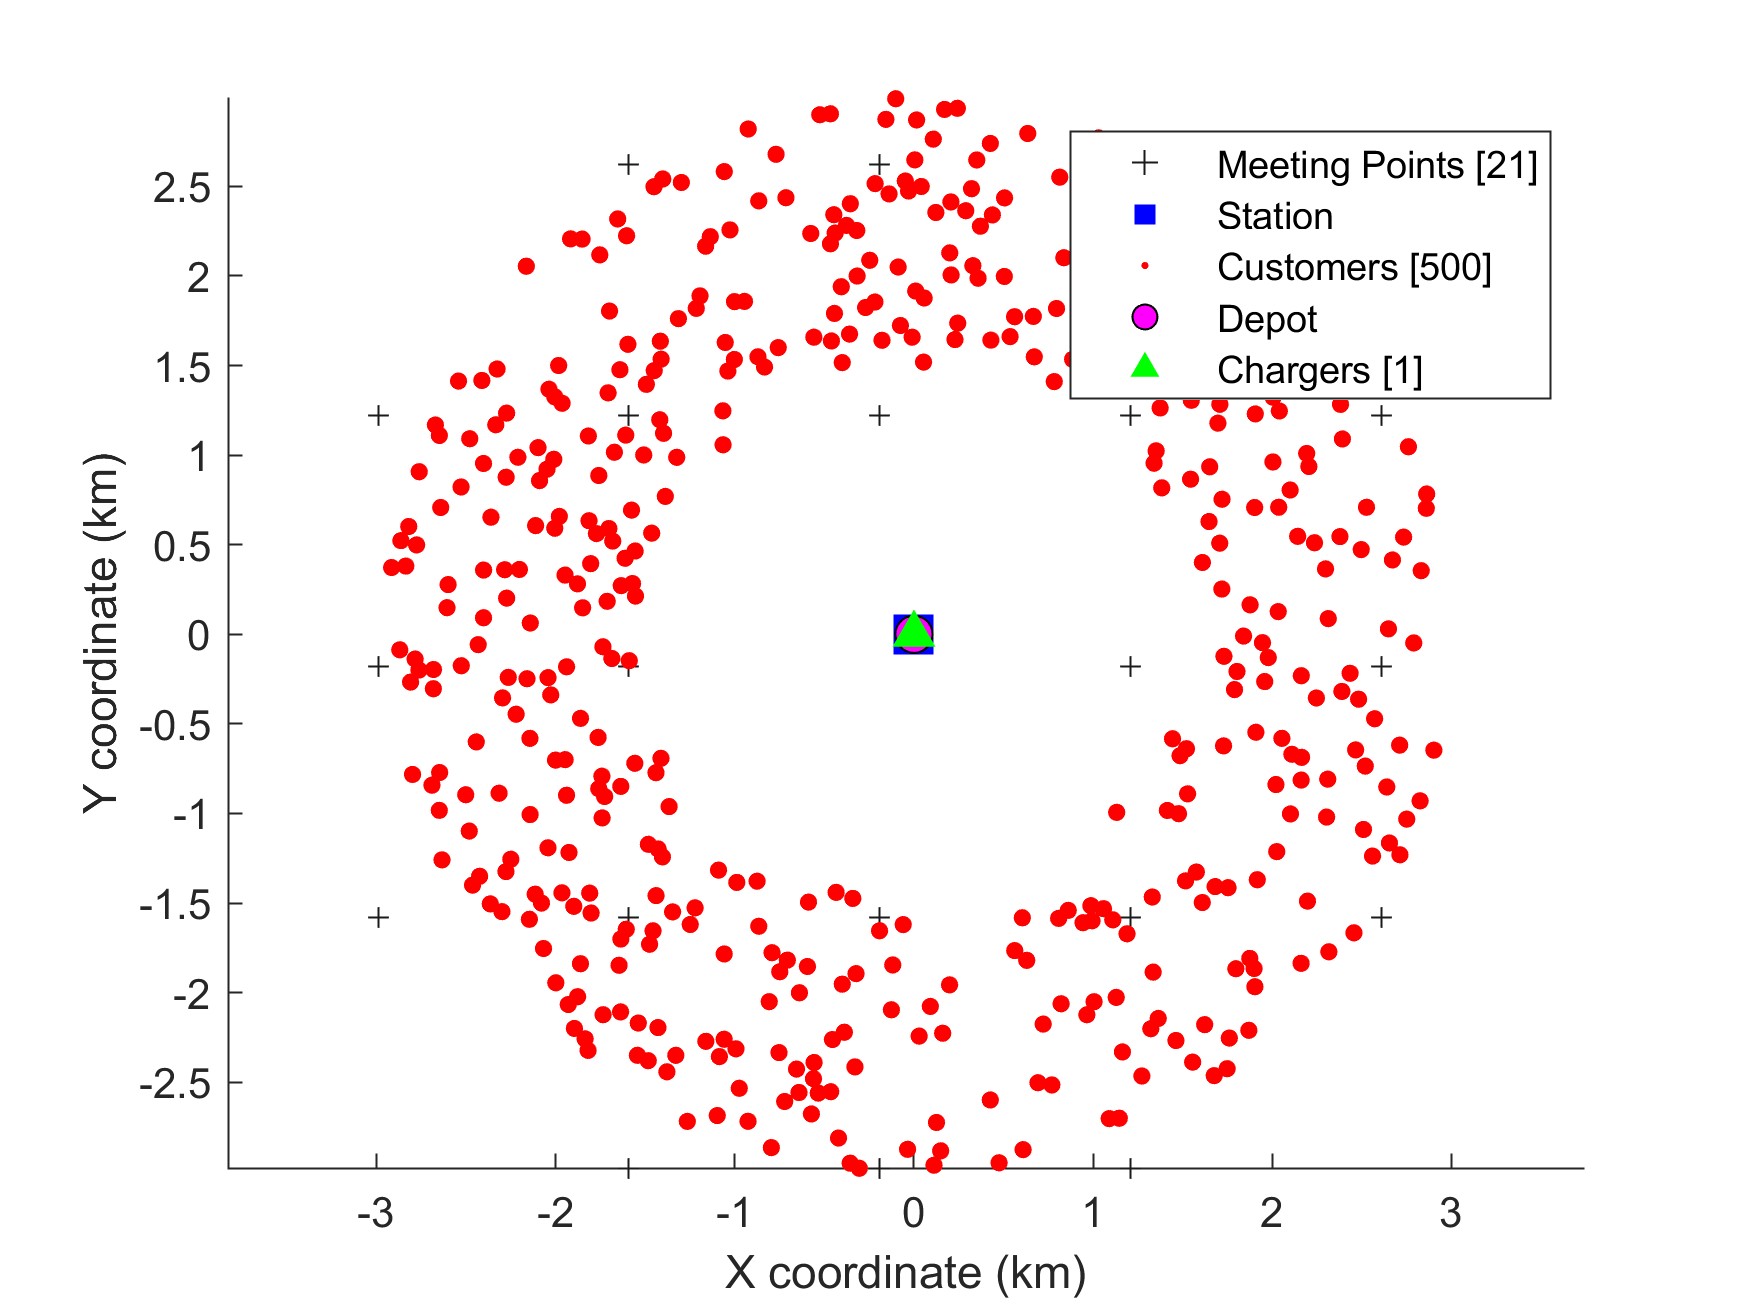 Meeting Points [21]
Station
Customers [500]
Depot
Chargers [1]
Y coordinate (km)
2.5
2
1.5
1
0.5
0
-0.5
-1
-1.5
-2
-2.5
-3 -2 -1 0 1 2 3
X coordinate (km)